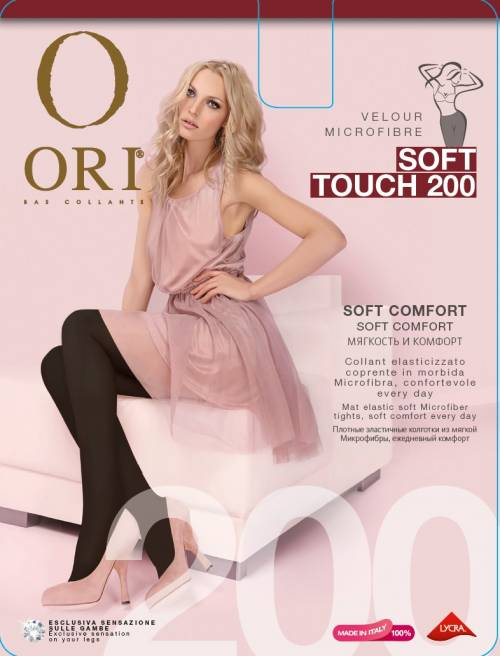 O
ORI®
BAS COLLANTS
VELOUR
MICROFIBRE
SOFT
TOUCH 200
SOFT COMFORT
SOFT COMFORT
МЯГКОСТЬ И КОМФОРТ
Collant elasticizzato
coprente in morbida
Microfibra, confortevole
every day
Mat elastic soft Microfiber
tights, soft comfort every day
Плотные эластичные колготки из мягкой
Микрофибры, ежедневный комфорт
200
ESCLUSIVA SENSAZIONE
SULLE GAMBE
Exclusive sensation
on your legs
MADE IN ITALY 100%
LYCRA